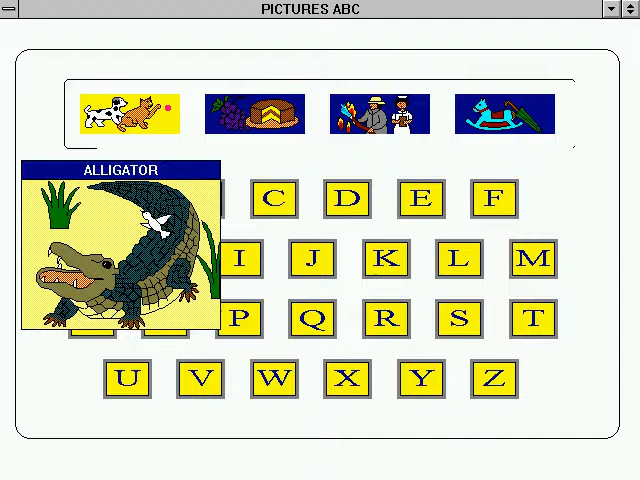 PICTURES ABC
ALLIGATOR
C D E F
I J K L M
P Q R S T
U V W X Y Z